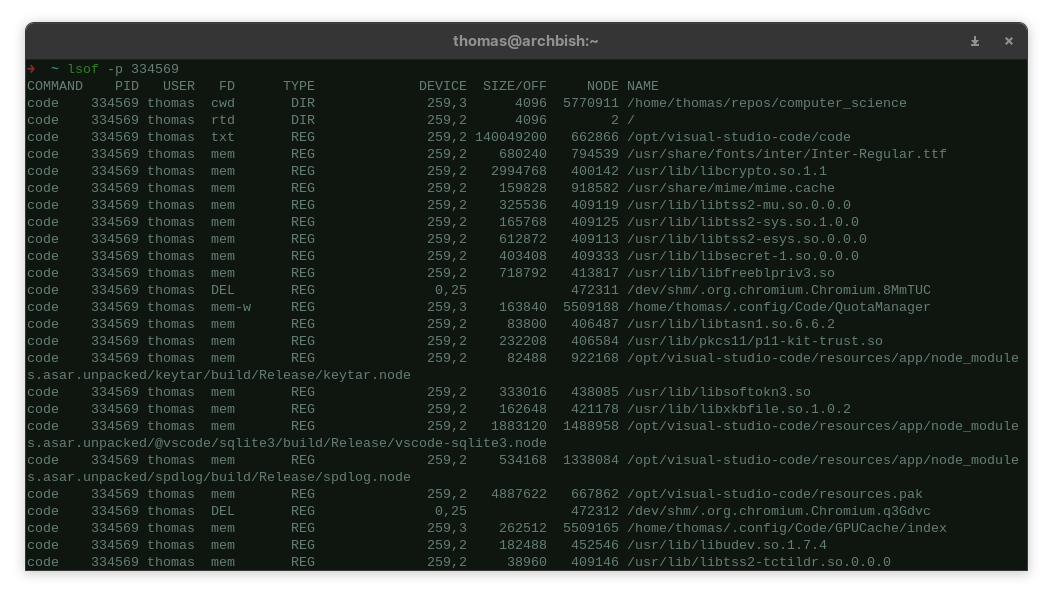 thomas@archbish:~
→ ~ lsof -p 334569
COMMAND    PID   USER   FD      TYPE             DEVICE  SIZE/OFF     NODE NAME
code    334569 thomas  cwd       DIR              259,3      4096  5770911 /home/thomas/repos/computer_science
code    334569 thomas  rtd       DIR              259,2      4096        2 /
code    334569 thomas  txt       REG              259,2 140049200   662866 /opt/visual-studio-code/code
code    334569 thomas  mem       REG              259,2    680240   794539 /usr/share/fonts/inter/Inter-Regular.ttf
code    334569 thomas  mem       REG              259,2   2994768   400142 /usr/lib/libcrypto.so.1.1
code    334569 thomas  mem       REG              259,2    159828   918582 /usr/share/mime/mime.cache
code    334569 thomas  mem       REG              259,2    325536   409119 /usr/lib/libtss2-mu.so.0.0.0
code    334569 thomas  mem       REG              259,2    165768   409125 /usr/lib/libtss2-sys.so.1.0.0
code    334569 thomas  mem       REG              259,2    612872   409113 /usr/lib/libtss2-esys.so.0.0.0
code    334569 thomas  mem       REG              259,2    403408   409333 /usr/lib/libsecret-1.so.0.0.0
code    334569 thomas  mem       REG              259,2    718792   413817 /usr/lib/libfreeblpriv3.so
code    334569 thomas  DEL       REG               0,25             472311 /dev/shm/.org.chromium.Chromium.8MmTUC
code    334569 thomas  mem-w     REG              259,3    163840  5509188 /home/thomas/.config/Code/QuotaManager
code    334569 thomas  mem       REG              259,2     83800   406487 /usr/lib/libtasn1.so.6.6.2
code    334569 thomas  mem       REG              259,2    232208   406584 /usr/lib/pkcs11/p11-kit-trust.so
code    334569 thomas  mem       REG              259,2     82488   922168 /opt/visual-studio-code/resources/app/node_module
s.asar.unpacked/keytar/build/Release/keytar.node
code    334569 thomas  mem       REG              259,2    333016   438085 /usr/lib/libsoftokn3.so
code    334569 thomas  mem       REG              259,2    162648   421178 /usr/lib/libxkbfile.so.1.0.2
code    334569 thomas  mem       REG              259,2   1883120  1488958 /opt/visual-studio-code/resources/app/node_module
s.asar.unpacked/@vscode/sqlite3/build/Release/vscode-sqlite3.node
code    334569 thomas  mem       REG              259,2    534168  1338084 /opt/visual-studio-code/resources/app/node_module
s.asar.unpacked/spdlog/build/Release/spdlog.node
code    334569 thomas  mem       REG              259,2   4887622   667862 /opt/visual-studio-code/resources.pak
code    334569 thomas  DEL       REG               0,25             472312 /dev/shm/.org.chromium.Chromium.q3Gdvc
code    334569 thomas  mem       REG              259,3    262512  5509165 /home/thomas/.config/Code/GPUCache/index
code    334569 thomas  mem       REG              259,2    182488   452546 /usr/lib/libudev.so.1.7.4
code    334569 thomas  mem       REG              259,2     38960   409146 /usr/lib/libtss2-tctildr.so.0.0.0